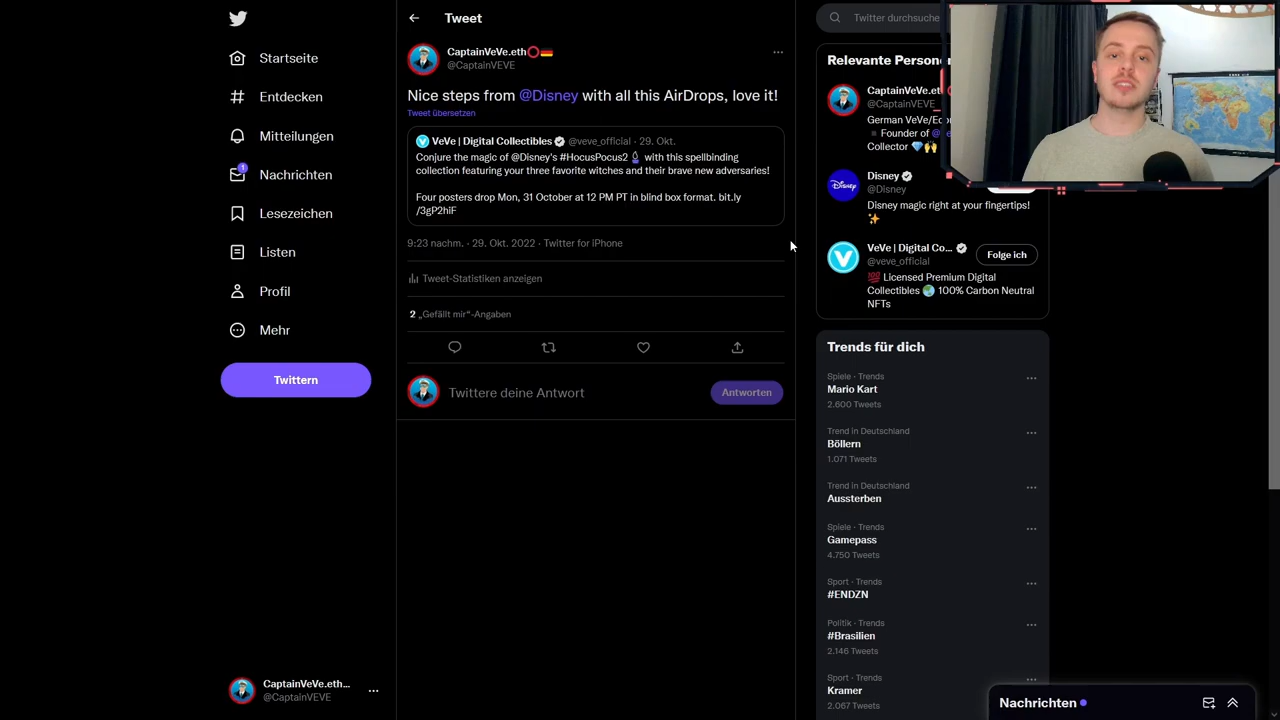 Startseite
Entdecken
Mitteilungen
1
Nachrichten
Lesezeichen
Listen
Profil
Mehr
Twittern
CaptainVeVe.eth...
@CaptainVEVE
Tweet
CaptainVeVe.eth
@CaptainVEVE
Nice steps from @Disney with all this AirDrops, love it!
Tweet übersetzen
VeVe | Digital Collectibles @veve_official · 29. Okt.
Conjure the magic of @Disney's #HocusPocus2 🕯 with this spellbinding
collection featuring your three favorite witches and their brave new adversaries!
Four posters drop Mon, 31 October at 12 PM PT in blind box format. bit.ly
/3gP2hiF
9:23 nachm. · 29. Okt. 2022 · Twitter for iPhone
Tweet-Statistiken anzeigen
2 „Gefällt mir“-Angaben
Twittere deine Antwort
Antworten
Twitter durchsuche
Relevante Persone
CaptainVeVe.eth
@CaptainVEVE
German VeVe/Eco
Founder of
Collector 💎🙌
Disney
Disney
@Disney
Disney magic right at your fingertips!
✨
VeVe | Digital Co...
@veve_official
Folge ich
💯 Licensed Premium Digital
Collectibles 🌏 100% Carbon Neutral
NFTs
Trends für dich
Spiele · Trends
Mario Kart
2.600 Tweets
Trend in Deutschland
Böllern
1.071 Tweets
Trend in Deutschland
Aussterben
Spiele · Trends
Gamepass
4.750 Tweets
Sport · Trends
#ENDZN
Politik · Trends
#Brasilien
2.146 Tweets
Sport · Trends
Kramer
2.067 Tweets
Nachrichten